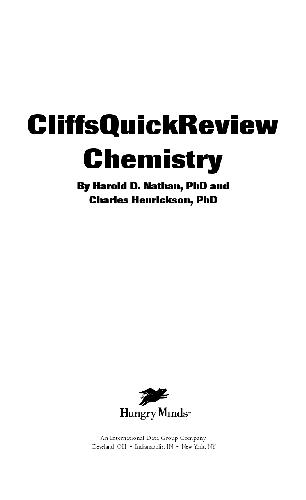 CliffsQuickReview
Chemistry
By Harold D. Nathan, PhD and
Charles Henrickson, PhD
Hungry Minds™
An International Data Group Company
Cleveland, OH • Indianapolis, IN • New York, NY